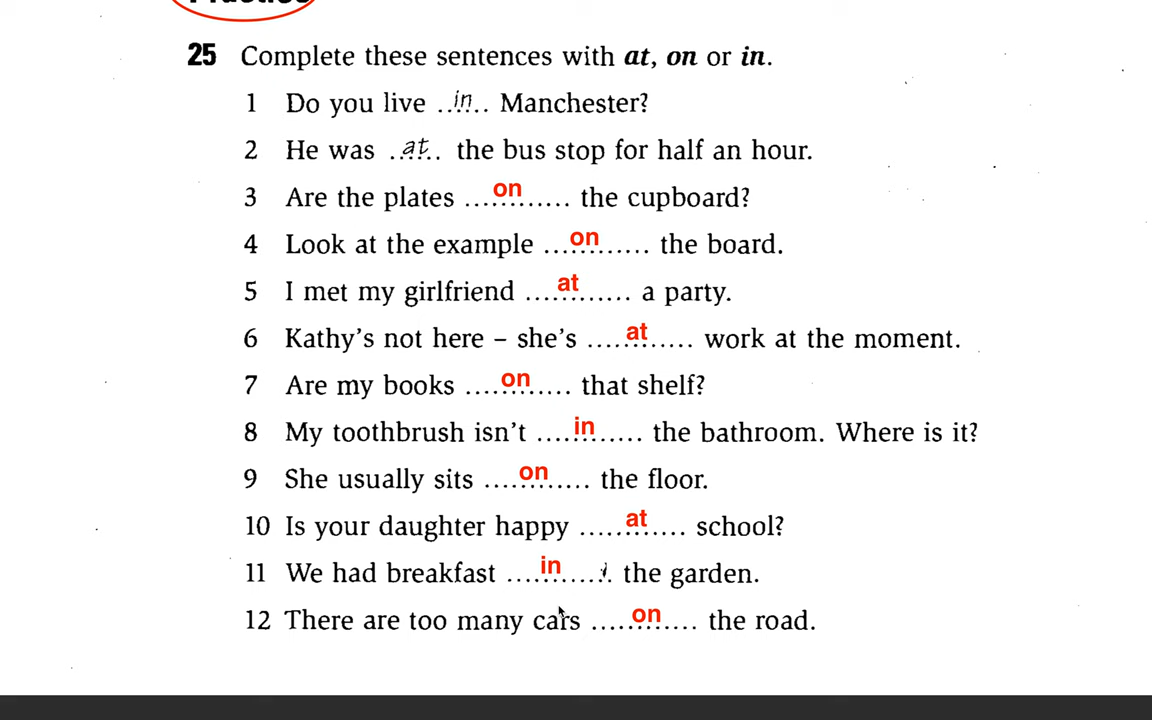 25 Complete these sentences with at, on or in.
1 Do you live ..in.. Manchester?
2 He was ..at.. the bus stop for half an hour.
3 Are the plates ....on...... the cupboard?
4 Look at the example ....on...... the board.
5 I met my girlfriend ....at...... a party.
6 Kathy's not here – she's ....at...... work at the moment.
7 Are my books ....on...... that shelf?
8 My toothbrush isn't ....in...... the bathroom. Where is it?
9 She usually sits ....on...... the floor.
10 Is your daughter happy ....at...... school?
11 We had breakfast ....in...... the garden.
12 There are too many cars ....on...... the road.